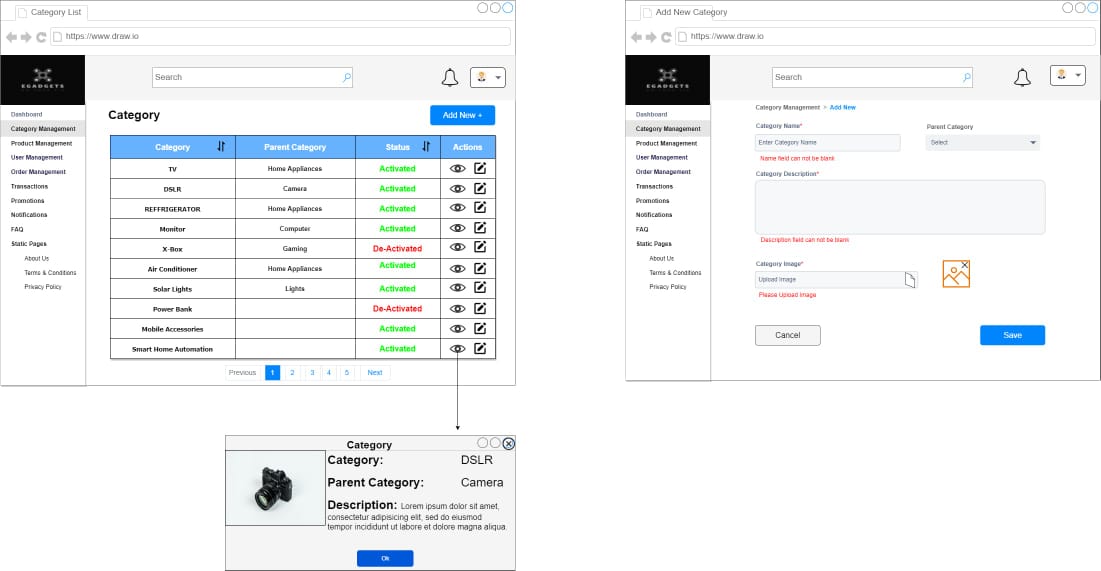 Category List
https://www.draw.io
EGADGETS
Search
Dashboard
Category Management
Product Management
User Management
Order Management
Transactions
Promotions
Notifications
FAQ
Static Pages
About Us
Terms & Conditions
Privacy Policy
Category
Add New +
Category Parent Category Status Actions
TV Home Appliances Activated
DSLR Camera Activated
REFFRIGERATOR Home Appliances Activated
Monitor Computer Activated
X-Box Gaming De-Activated
Air Conditioner Home Appliances Activated
Solar Lights Lights Activated
Power Bank De-Activated
Mobile Accessories Activated
Smart Home Automation Activated
Previous 1 2 3 4 5 Next
Category
Category: DSLR
Parent Category: Camera
Description: Lorem ipsum dolor sit amet,
consectetur adipisicing elit, sed do eiusmod
tempor incididunt ut labore et dolore magna aliqua.
Ok
Add New Category
https://www.draw.io
EGADGETS
Search
Dashboard
Category Management
Product Management
User Management
Order Management
Transactions
Promotions
Notifications
FAQ
Static Pages
About Us
Terms & Conditions
Privacy Policy
Category Management > Add New
Category Name*
Enter Category Name
Name field can not be blank
Parent Category
Select
Category Description*
Description field can not be blank
Category Image*
Upload Image
Please Upload Image
Cancel
Save